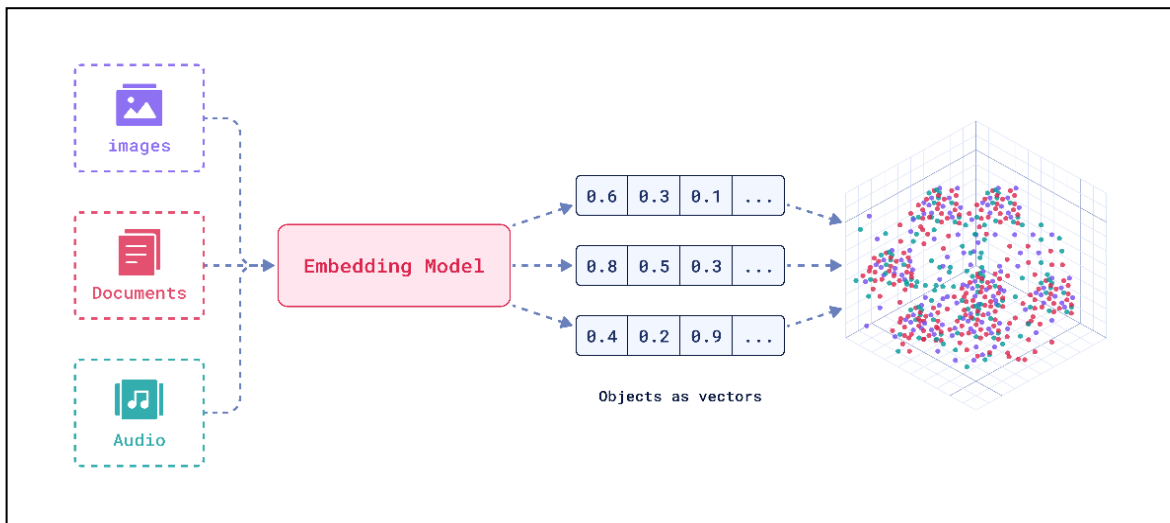 images
Documents
Audio
Embedding Model
0.6 0.3 0.1 ...
0.8 0.5 0.3 ...
0.4 0.2 0.9 ...
Objects as vectors